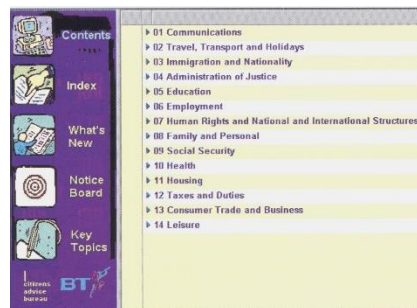 Contents
Index
What's
New
Notice
Board
Key
Topics
citizens
advice
bureau
BT
01 Communications
02 Travel, Transport and Holidays
03 Immigration and Nationality
04 Administration of Justice
05 Education
06 Employment
07 Human Rights and National and International Structures
08 Family and Personal
09 Social Security
10 Health
11 Housing
12 Taxes and Duties
13 Consumer Trade and Business
14 Leisure